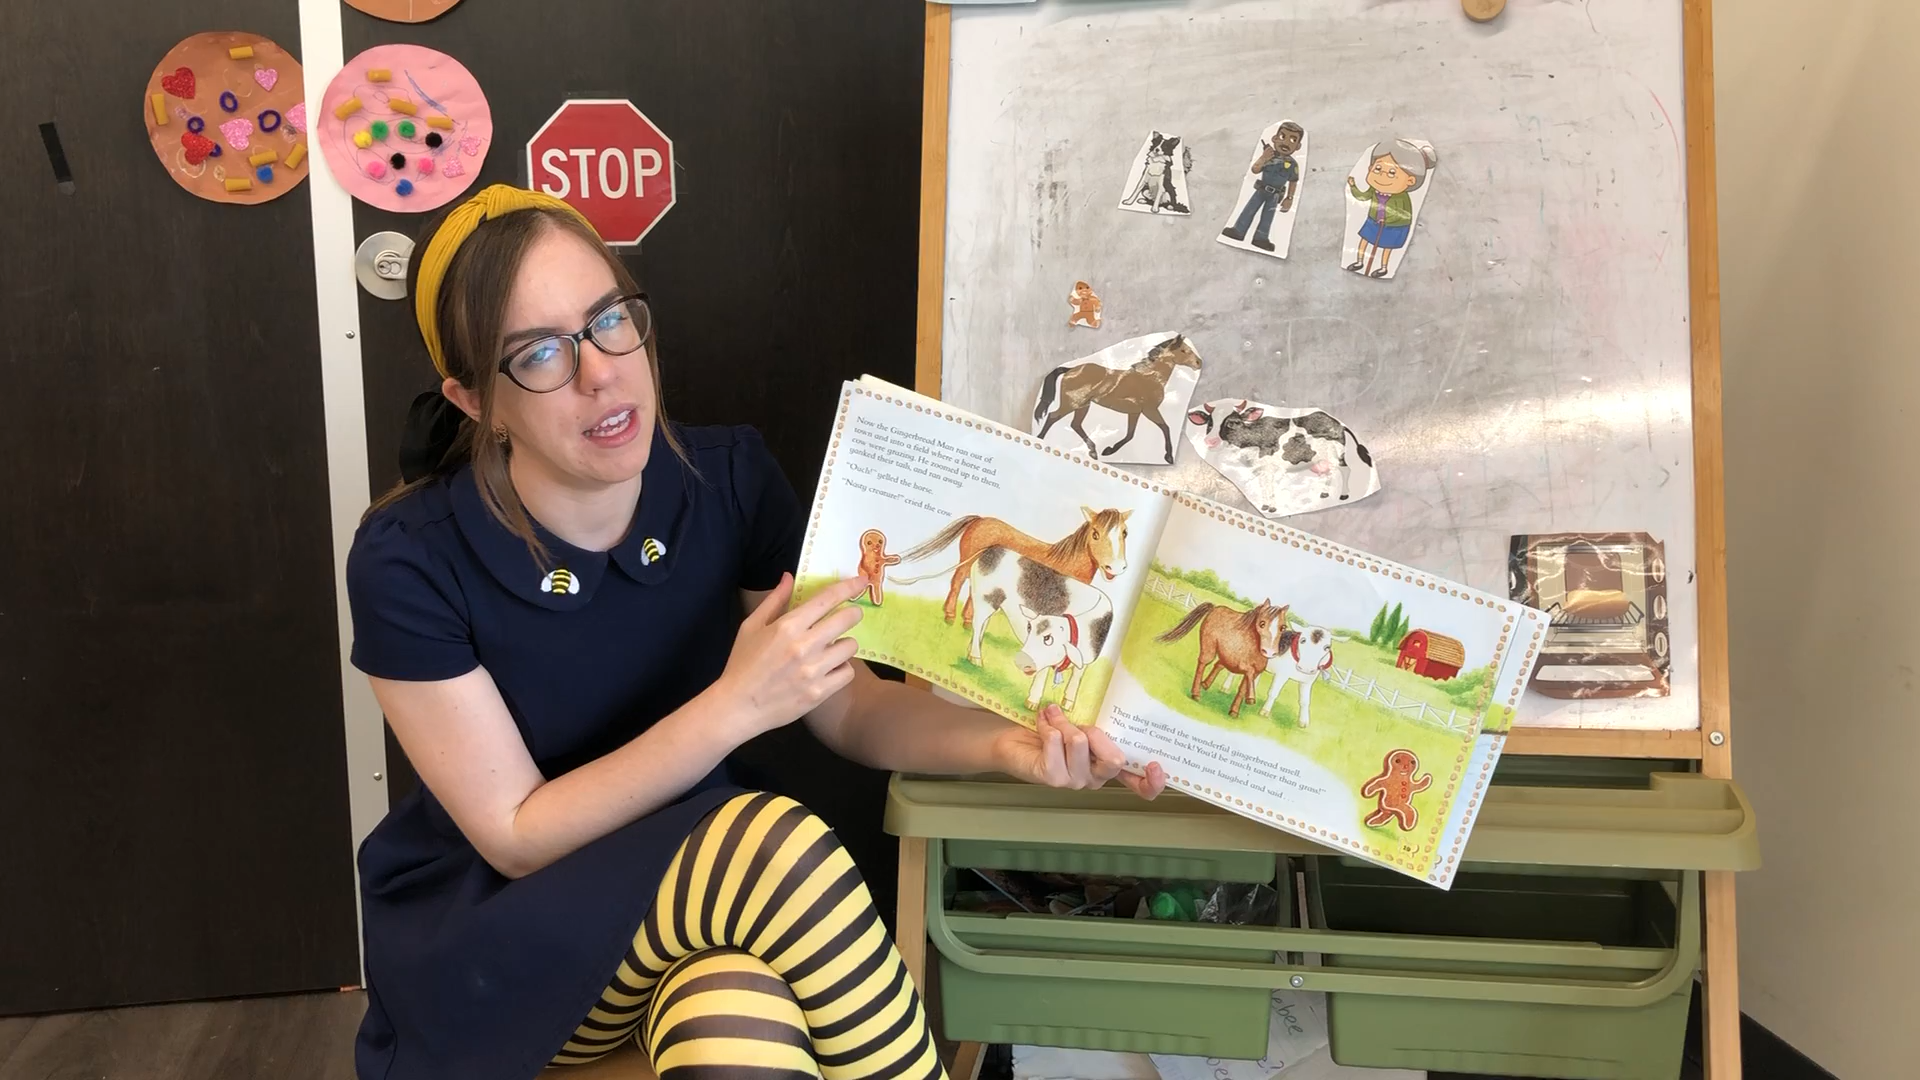 STOP
Now the Gingerbread Man ran out of
town and into a field where a horse and
cow were grazing. He zoomed up to them,
yanked their tails, and ran away.
"Ouch!" yelled the horse.
"Nasty creature!" cried the cow.
Then they sniffed the wonderful gingerbread smell.
"No, wait! Come back! You'd be much tastier than grass!"
But the Gingerbread Man just laughed and said . . .